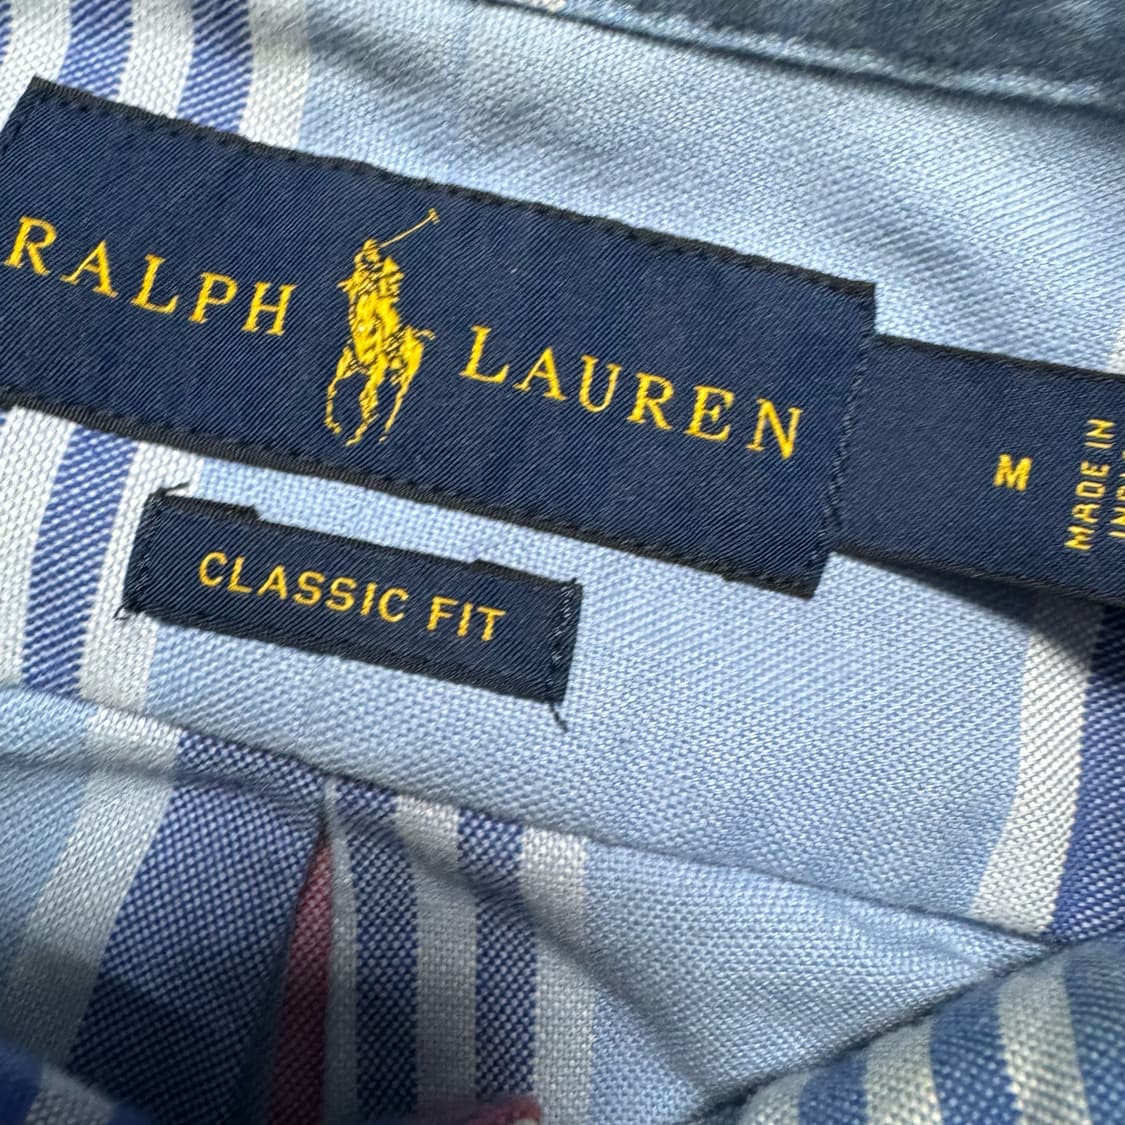 RALPH LAUREN
M
MADE IN
CLASSIC FIT